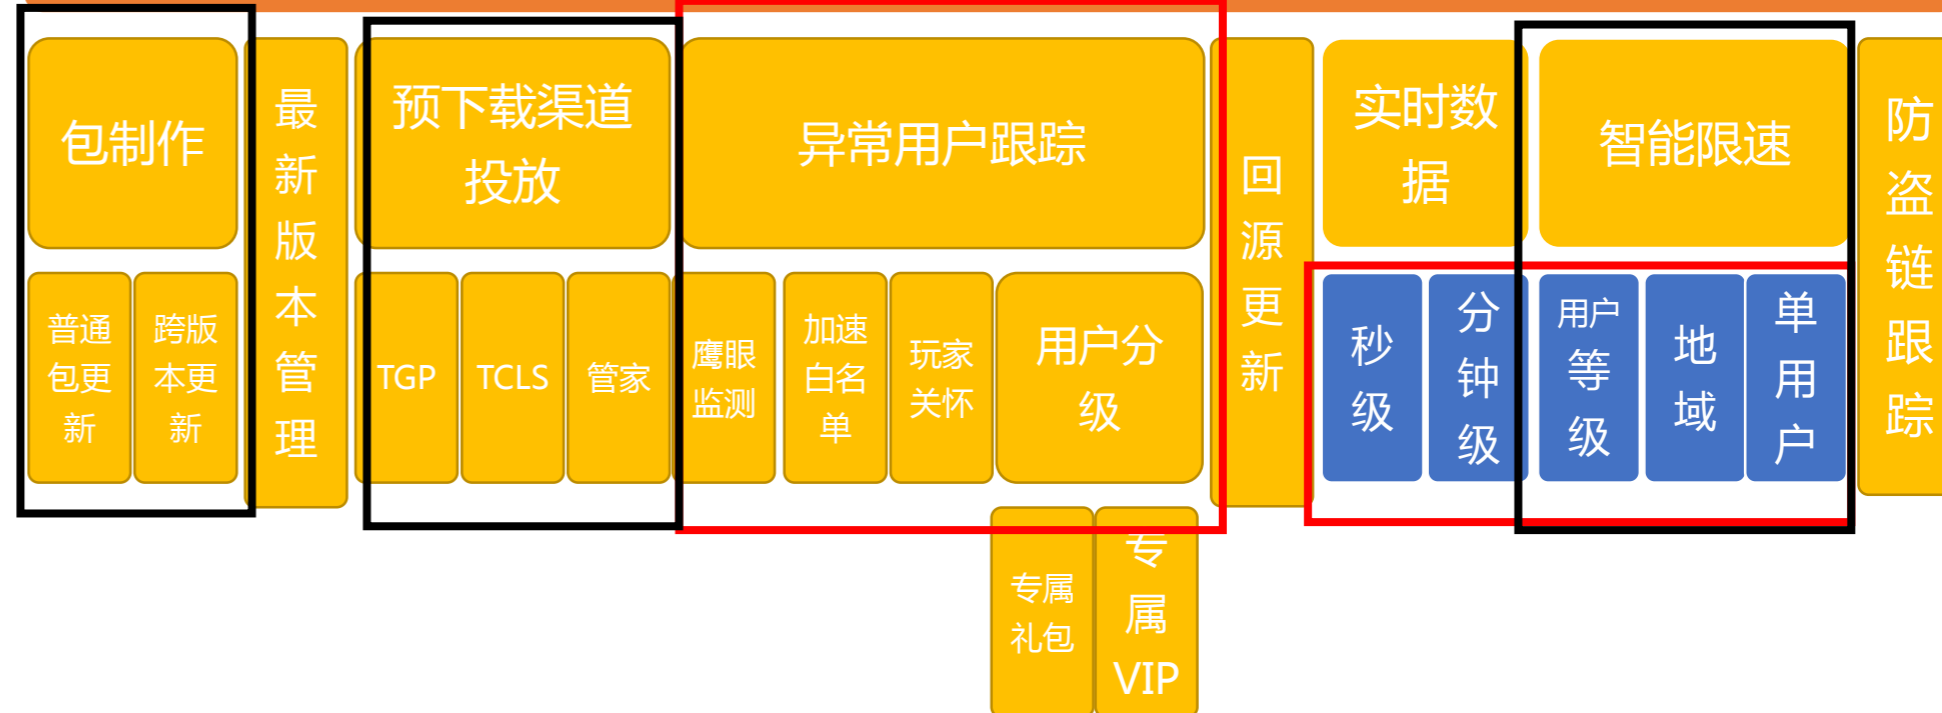 包制作
最
新
版
本
管
理
预下载渠道
投放
异常用户跟踪
回
源
更
新
实时数
据
智能限速
防
盗
链
跟
踪
普通
包更
新
跨版
本更
新
TGP
TCLS
管家
鹰眼
监测
加速
白名
单
玩家
关怀
用户分
级
秒
级
分
钟
级
用户
等
级
地
域
单
用
户
专属
礼包
专
属
VIP